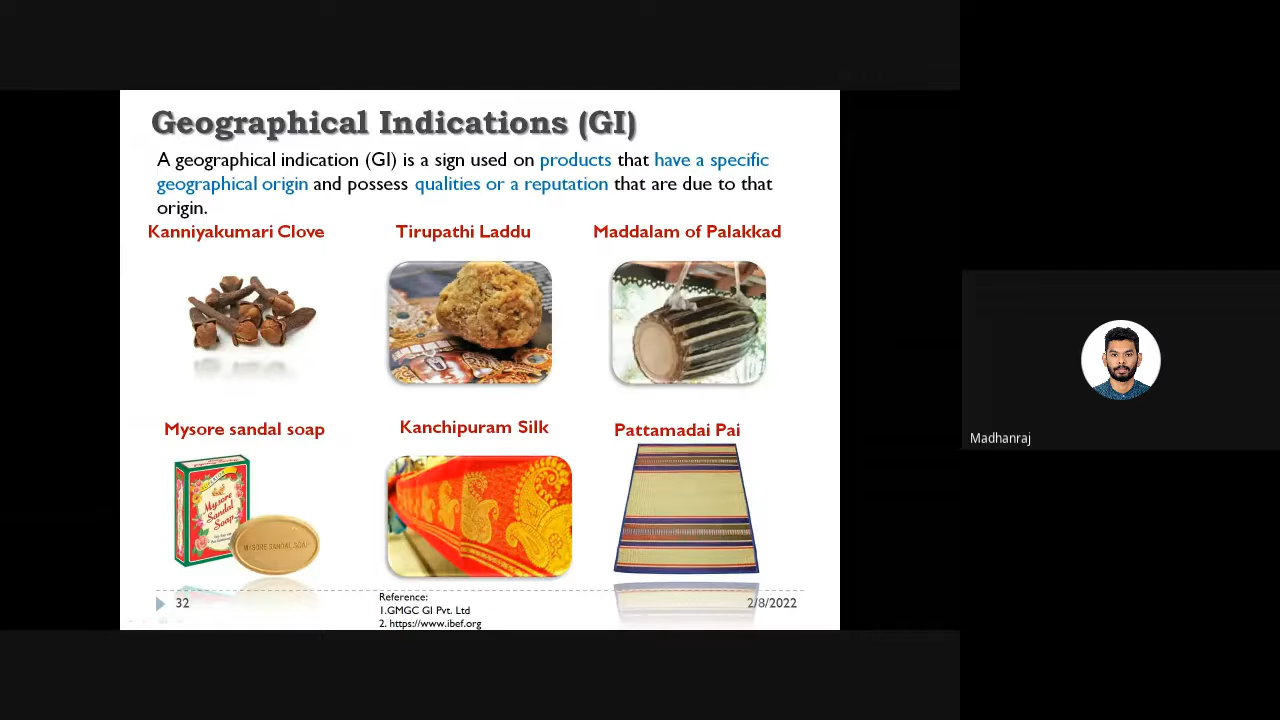 Geographical Indications (GI)
A geographical indication (GI) is a sign used on products that have a specific
geographical origin and possess qualities or a reputation that are due to that
origin.
Kanniyakumari Clove
Tirupathi Laddu
Maddalam of Palakkad
Mysore sandal soap
Kanchipuram Silk
Pattamadai Pai
Mysore
Sandal
Soap
MYSORE SANDAL SOAP
32
Reference:
1.GMGC GI Pvt. Ltd
2. https://www.ibef.org
2/8/2022
Madhanraj